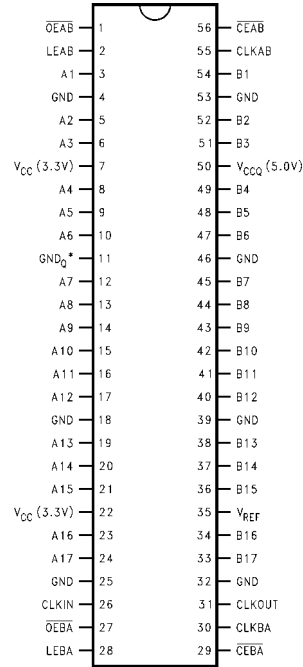 O̅E̅A̅B̅ 1 56 C̅E̅A̅B̅
LEAB 2 55 CLKAB
A1 3 54 B1
GND 4 53 GND
A2 5 52 B2
A3 6 51 B3
VCC (3.3V) 7 50 VCCQ (5.0V)
A4 8 49 B4
A5 9 48 B5
A6 10 47 B6
GNDQ* 11 46 GND
A7 12 45 B7
A8 13 44 B8
A9 14 43 B9
A10 15 42 B10
A11 16 41 B11
A12 17 40 B12
GND 18 39 GND
A13 19 38 B13
A14 20 37 B14
A15 21 36 B15
VCC (3.3V) 22 35 VREF
A16 23 34 B16
A17 24 33 B17
GND 25 32 GND
CLKIN 26 31 CLKOUT
O̅E̅B̅A̅ 27 30 CLKBA
LEBA 28 29 C̅E̅B̅A̅